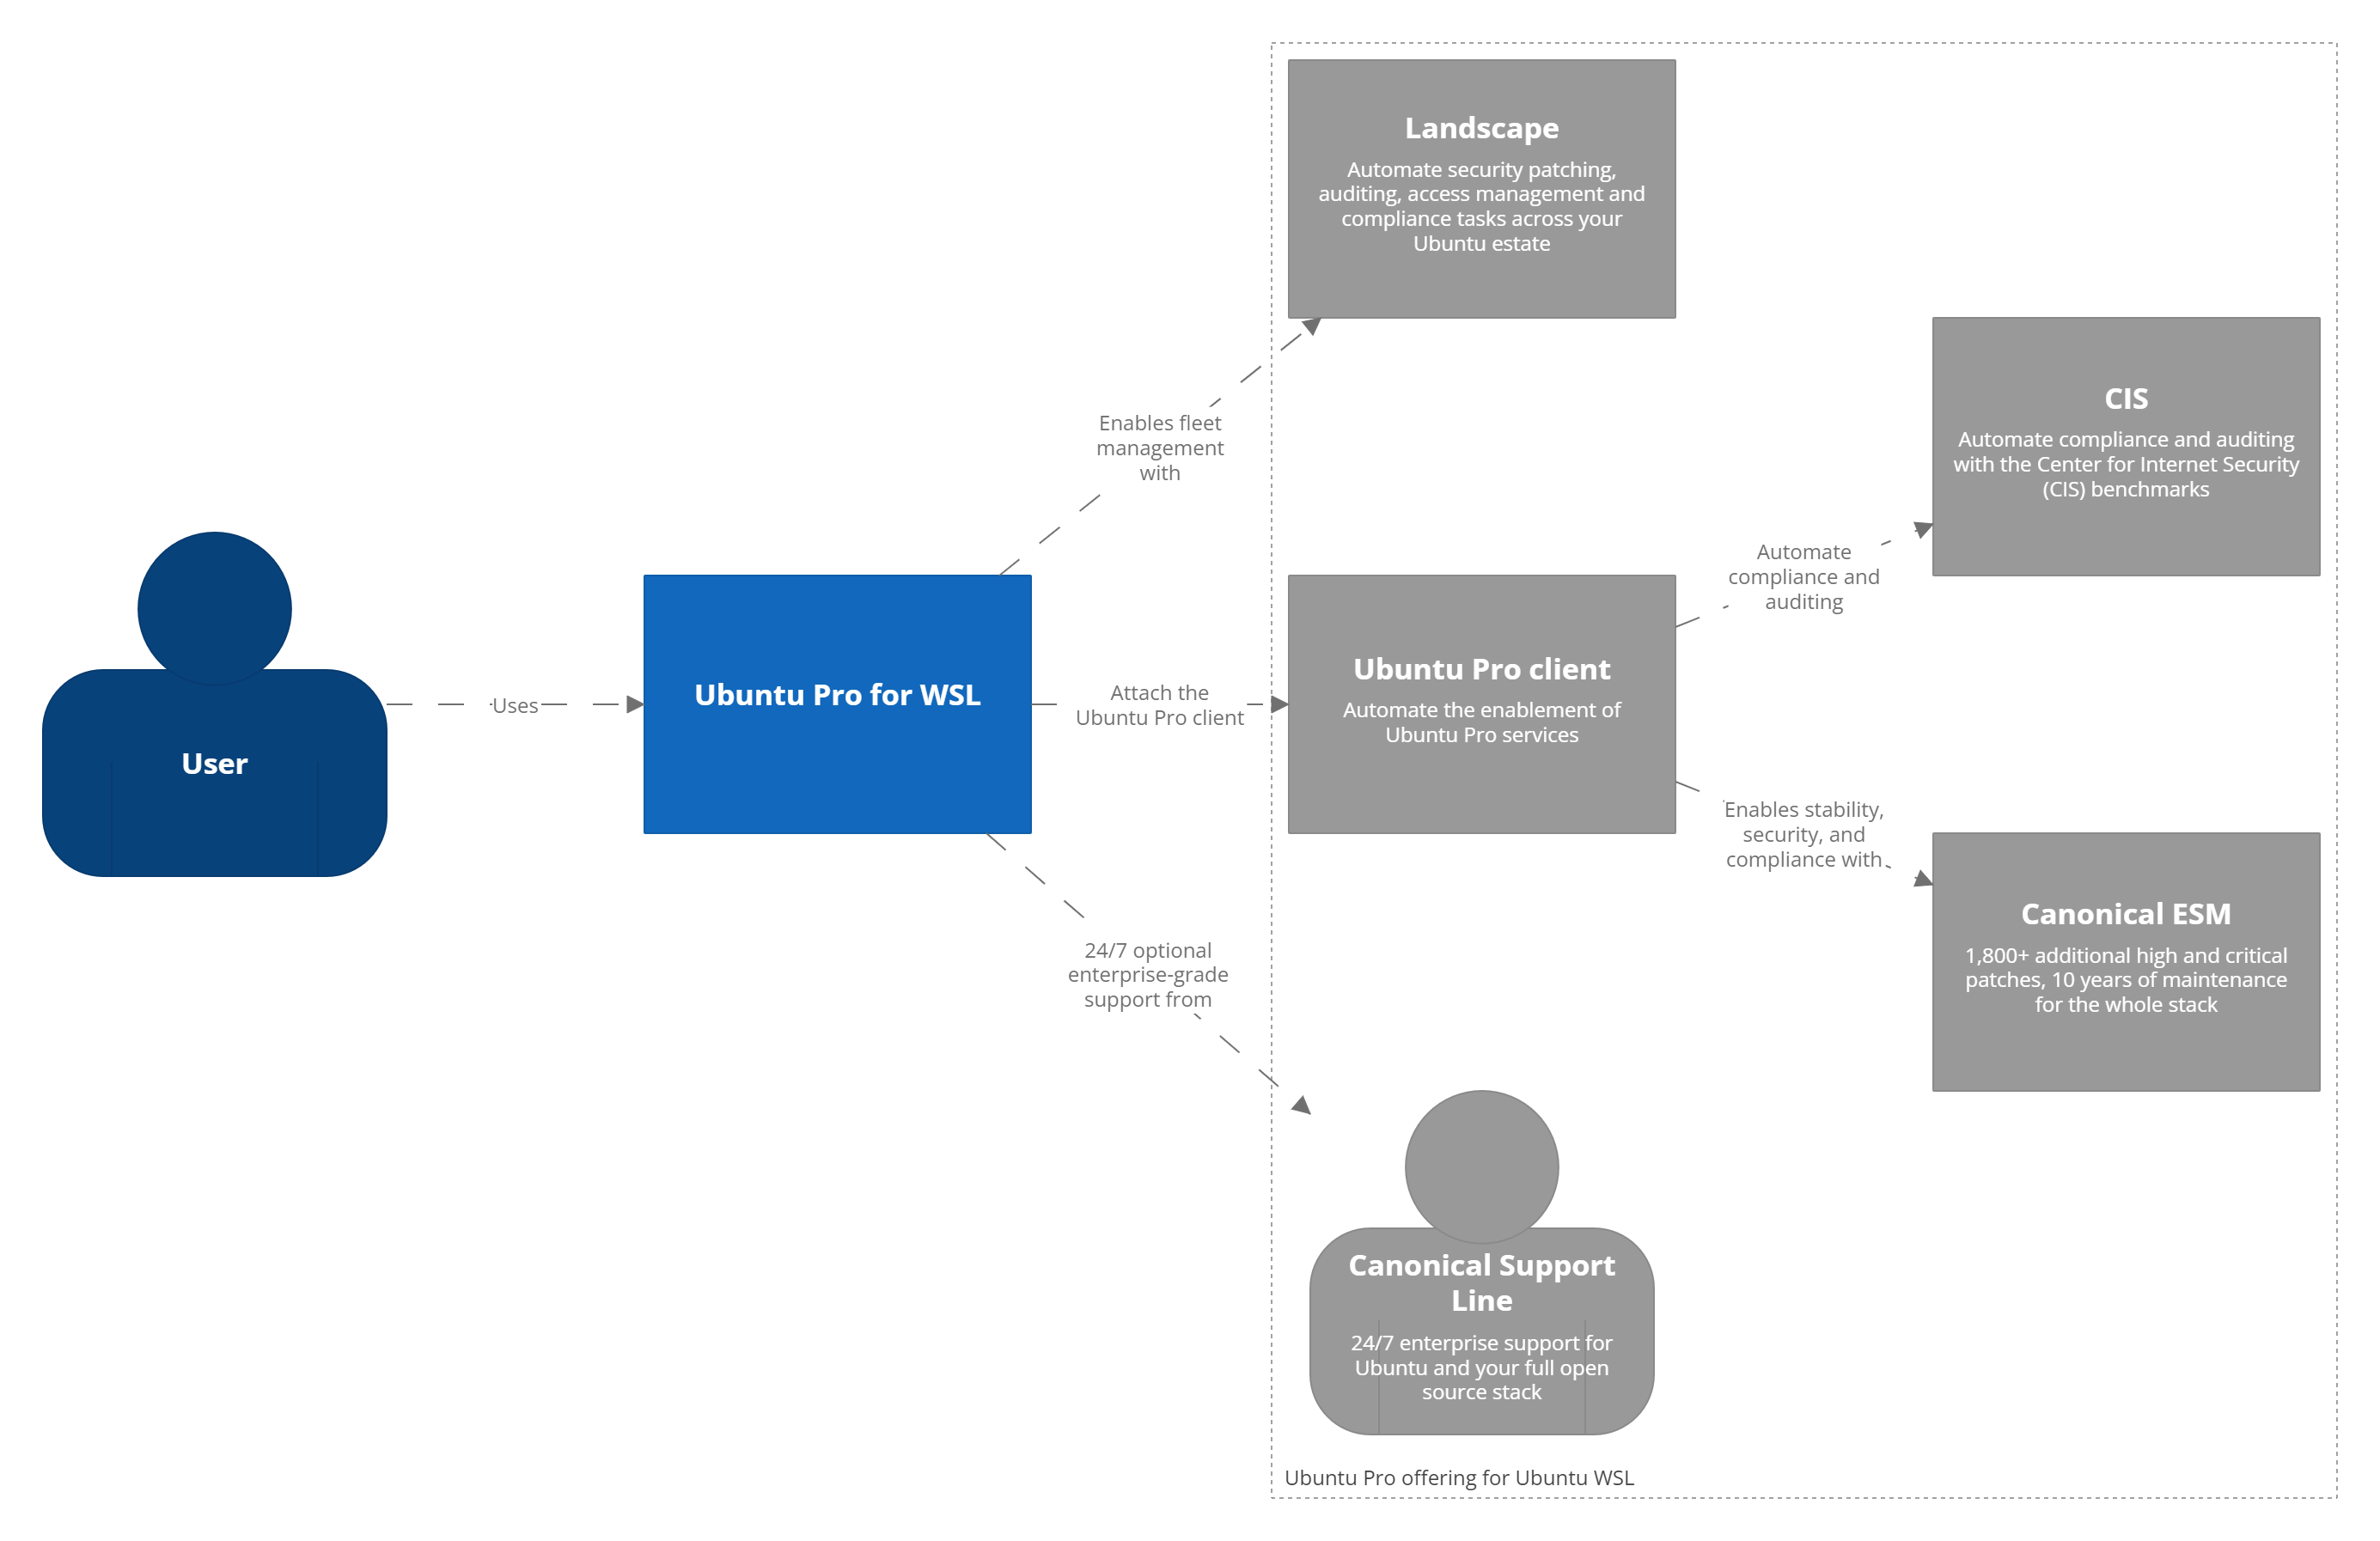 Landscape
Automate security patching,
auditing, access management and
compliance tasks across your
Ubuntu estate
CIS
Automate compliance and auditing
with the Center for Internet Security
(CIS) benchmarks
Enables fleet
management
with
Automate
compliance and
auditing
User
Uses
Ubuntu Pro for WSL
Attach the
Ubuntu Pro client
Ubuntu Pro client
Automate the enablement of
Ubuntu Pro services
Enables stability,
security, and
compliance with
Canonical ESM
1,800+ additional high and critical
patches, 10 years of maintenance
for the whole stack
24/7 optional
enterprise-grade
support from
Canonical Support
Line
24/7 enterprise support for
Ubuntu and your full open
source stack
Ubuntu Pro offering for Ubuntu WSL